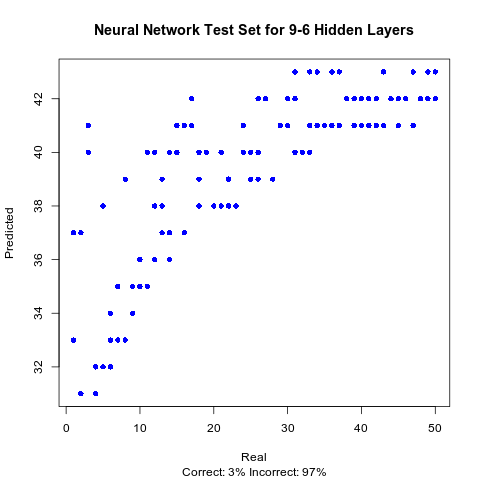 Neural Network Test Set for 9-6 Hidden Layers
Predicted
42
40
38
36
34
32
0 10 20 30 40 50
Real
Correct: 3% Incorrect: 97%